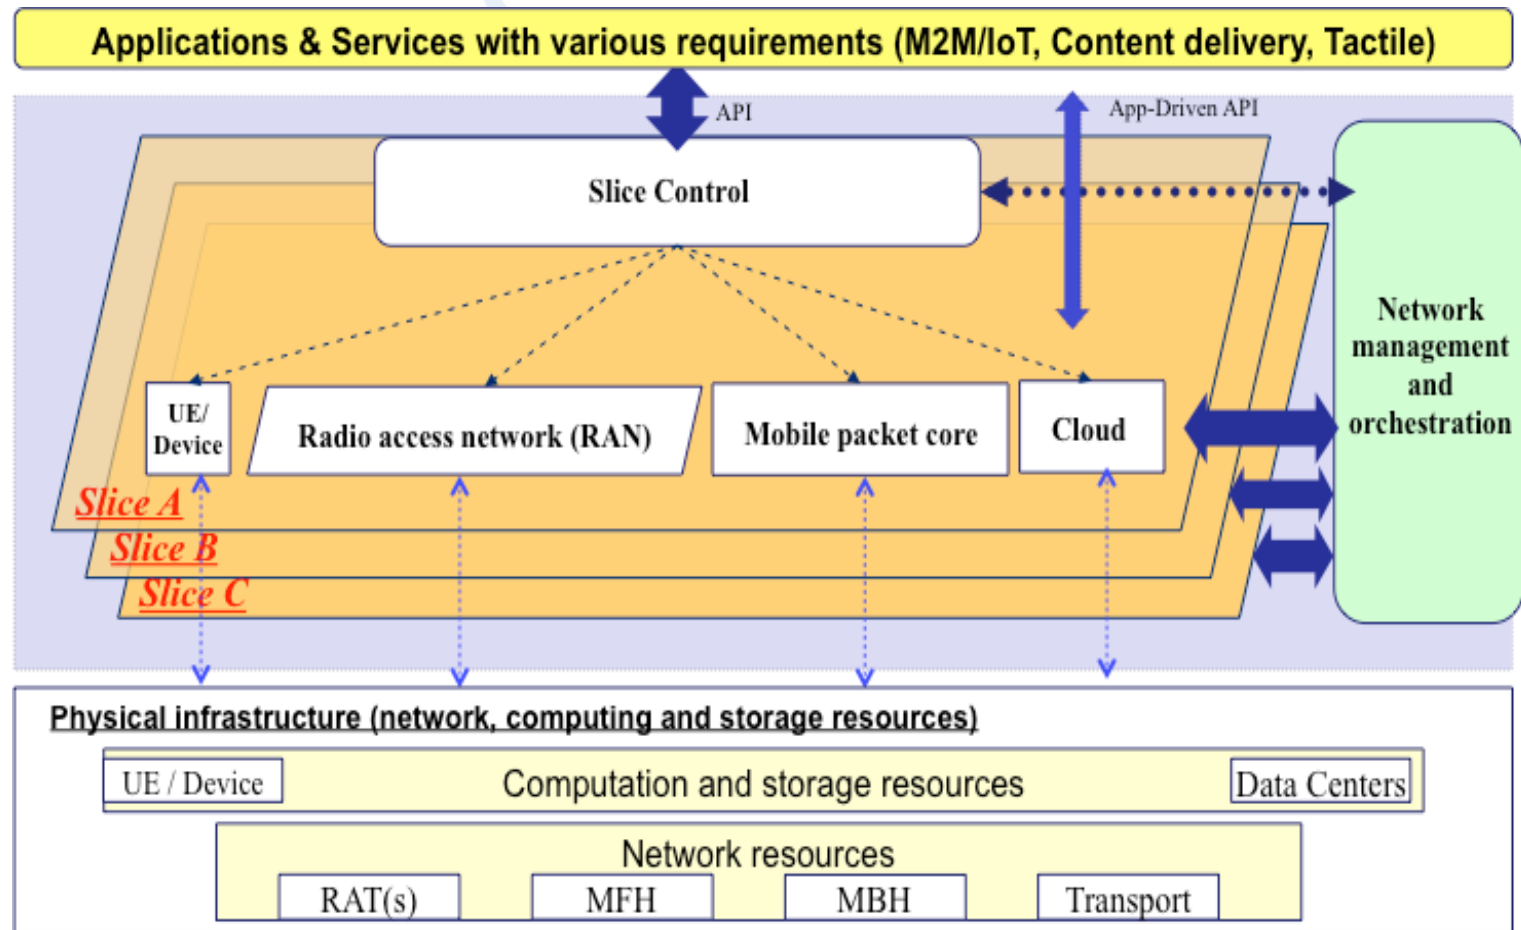 Applications & Services with various requirements (M2M/IoT, Content delivery, Tactile)
API
App-Driven API
Slice Control
Network
management
and
orchestration
UE/
Device
Radio access network (RAN)
Mobile packet core
Cloud
Slice A
Slice B
Slice C
Physical infrastructure (network, computing and storage resources)
UE / Device
Computation and storage resources
Data Centers
Network resources
RAT(s)
MFH
MBH
Transport